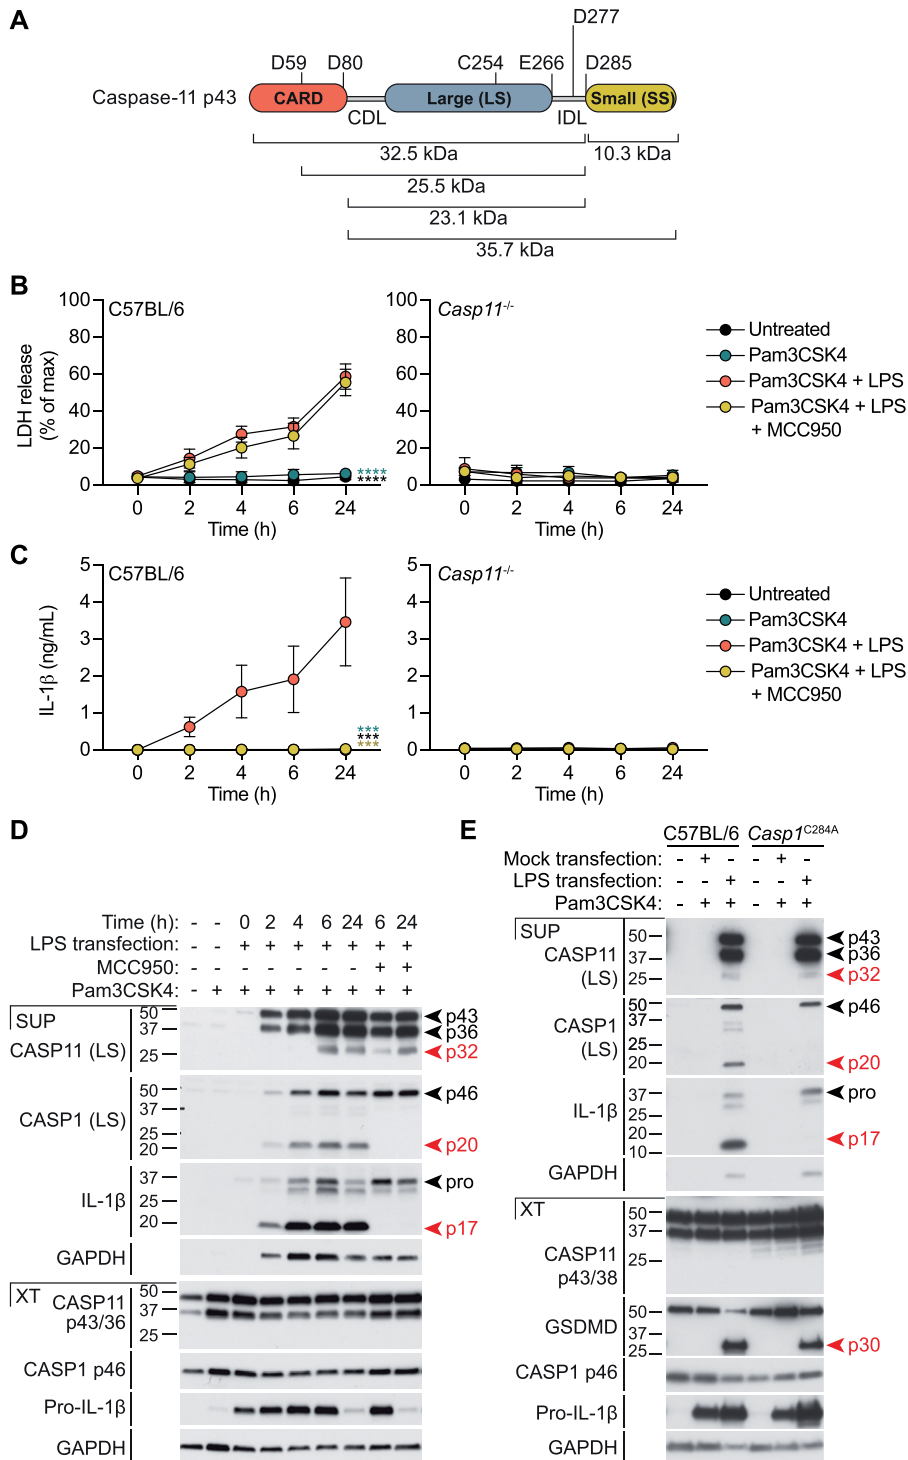 A
D277
D59
D80
C254
E266
D285
Caspase-11 p43
CARD
Large (LS)
Small (SS)
CDL
IDL
32.5 kDa
10.3 kDa
25.5 kDa
23.1 kDa
35.7 kDa
B
C57BL/6
Casp11-/-
LDH release
(% of max)
100
80
60
40
20
0
****
****
0 2 4 6 24
Time (h)
100
80
60
40
20
0
0 2 4 6 24
Time (h)
Untreated
Pam3CSK4
Pam3CSK4 + LPS
Pam3CSK4 + LPS
+ MCC950
C
C57BL/6
Casp11-/-
IL-1β (ng/mL)
5
4
3
2
1
0
***
***
***
0 2 4 6 24
Time (h)
5
4
3
2
1
0
0 2 4 6 24
Time (h)
Untreated
Pam3CSK4
Pam3CSK4 + LPS
Pam3CSK4 + LPS
+ MCC950
D
Time (h): - - 0 2 4 6 24 6 24
LPS transfection: - - + + + + + + +
MCC950: - - - - - - - + +
Pam3CSK4: - + + + + + + + +
SUP
CASP11 (LS)
50
37
25
p43
p36
p32
CASP1 (LS)
50
37
25
20
p46
p20
IL-1β
37
25
20
pro
p17
GAPDH
XT
CASP11
p43/36
50
37
25
CASP1 p46
Pro-IL-1β
GAPDH
E
C57BL/6 Casp1C284A
Mock transfection: - + - - + -
LPS transfection: - - + - - +
Pam3CSK4: - + + - + +
SUP
CASP11
(LS)
50
37
25
p43
p36
p32
CASP1
(LS)
50
37
25
20
p46
p20
IL-1β
37
25
20
15
10
pro
p17
GAPDH
XT
CASP11
p43/38
50
37
25
GSDMD
50
37
25
p30
CASP1 p46
Pro-IL-1β
GAPDH